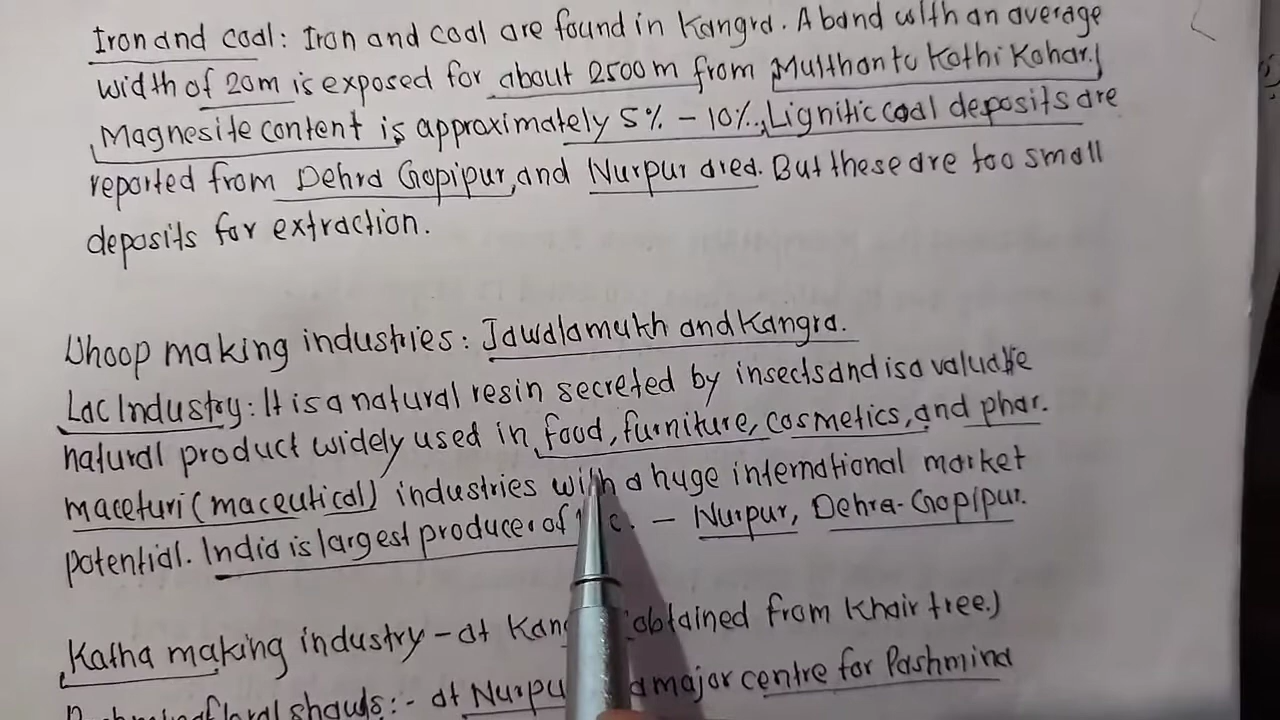 Iron and coal: Iron and coal are found in Kangra. A band with an average
width of 20m is exposed for about 2500m from Multhan to Kothi Kohar.
Magnesite content is approximately 5% - 10%. Lignitic coal deposits are
reported from Dehra Gopipur, and Nurpur area. But these are too small
deposits for extraction.
Whoop making industries: Jawalamukh and Kangra.
Lac Industry: It is a natural resin secreted by insects and is a valuable
natural product widely used in food, furniture, cosmetics, and phar.
maceturi (maceutical) industries with a huge international market
potential. India is largest producer of - Nurpur, Dehra-Gopipur.
Katha making industry - at (obtained from Khair tree.)
shawls:- at major centre for Pashmina